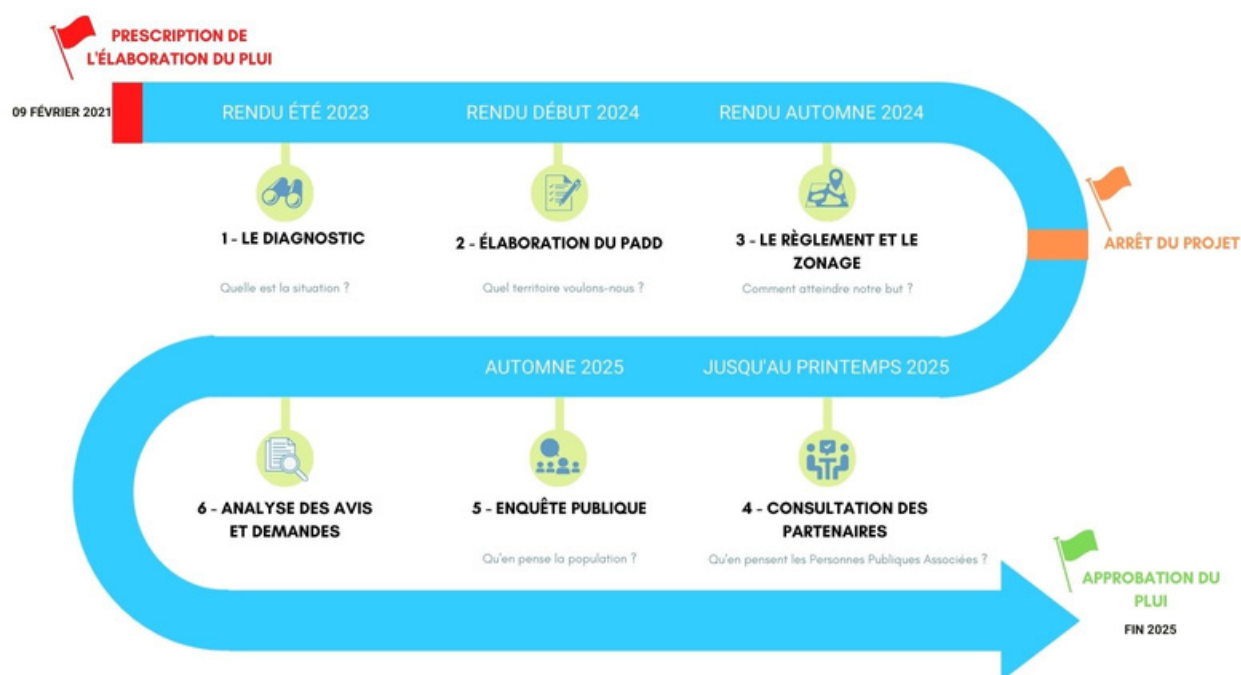 PRESCRIPTION DE
L'ÉLABORATION DU PLUI
09 FÉVRIER 2021
RENDU ÉTÉ 2023
RENDU DÉBUT 2024
RENDU AUTOMNE 2024
1 - LE DIAGNOSTIC
Quelle est la situation ?
2 - ÉLABORATION DU PADD
Quel territoire voulons-nous ?
3 - LE RÈGLEMENT ET LE
ZONAGE
Comment atteindre notre but ?
ARRÊT DU PROJET
JUSQU'AU PRINTEMPS 2025
AUTOMNE 2025
4 - CONSULTATION DES
PARTENAIRES
Qu'en pensent les Personnes Publiques Associées ?
5 - ENQUÊTE PUBLIQUE
Qu'en pense la population ?
6 - ANALYSE DES AVIS
ET DEMANDES
APPROBATION DU
PLUI
FIN 2025